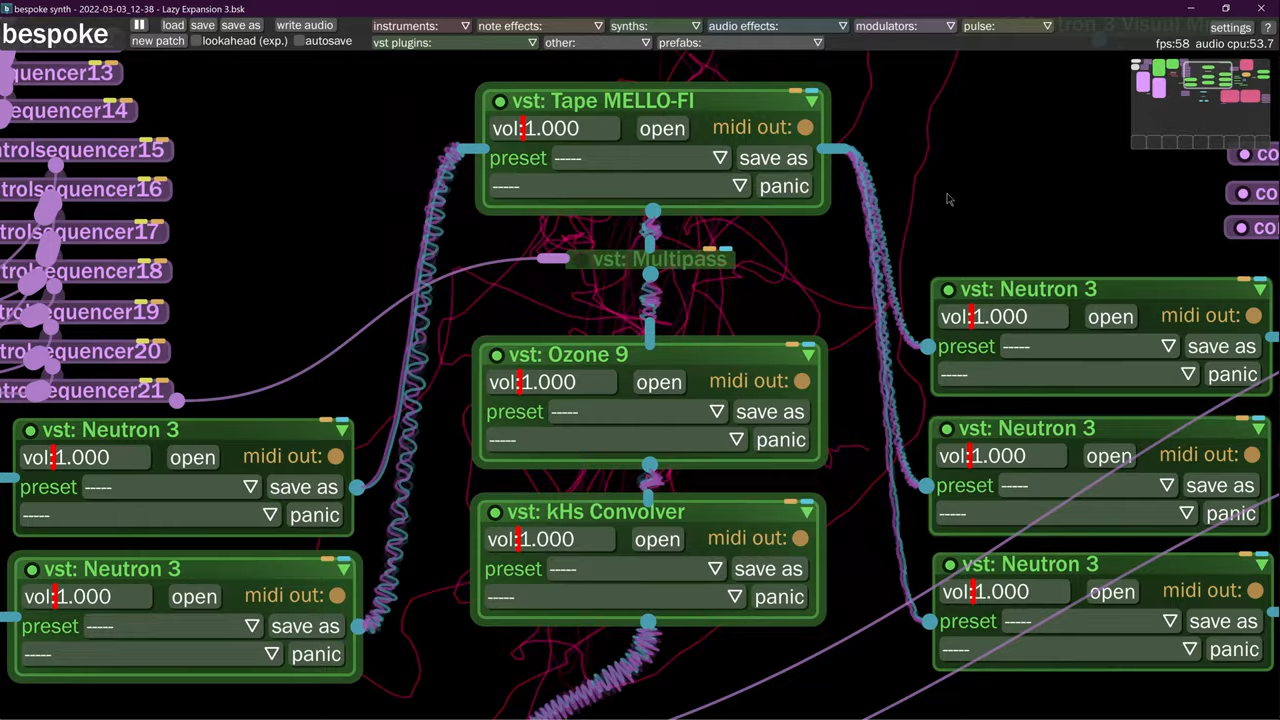 bespoke synth - 2022-03-03_12-38 - Lazy Expansion 3.bsk
bespoke
load save save as write audio
new patch lookahead (exp.) autosave
instruments: note effects: synths: audio effects: modulators: pulse:
vst plugins: other: prefabs:
settings ?
fps:58 audio cpu:53.7
quencer13
equencer14
ntrolsequencer15
ntrolsequencer16
ntrolsequencer17
ntrolsequencer18
ntrolsequencer19
ntrolsequencer20
ntrolsequencer21
vst: Tape MELLO-FI
vol:1.000 open midi out:
preset ----- save as
----- panic
vst: Multipass
vst: Ozone 9
vol:1.000 open midi out:
preset ----- save as
----- panic
vst: kHs Convolver
vol:1.000 open midi out:
preset ----- save as
----- panic
vst: Neutron 3
vol:1.000 open midi out:
preset ----- save as
----- panic
vst: Neutron 3
vol:1.000 open midi out:
preset ----- save as
----- panic
co
co
co
vst: Neutron 3
vol:1.000 open midi out:
preset ----- save as
----- panic
vst: Neutron 3
vol:1.000 open midi out:
preset ----- save as
----- panic
vst: Neutron 3
vol:1.000 open midi out:
preset ----- save as
----- panic